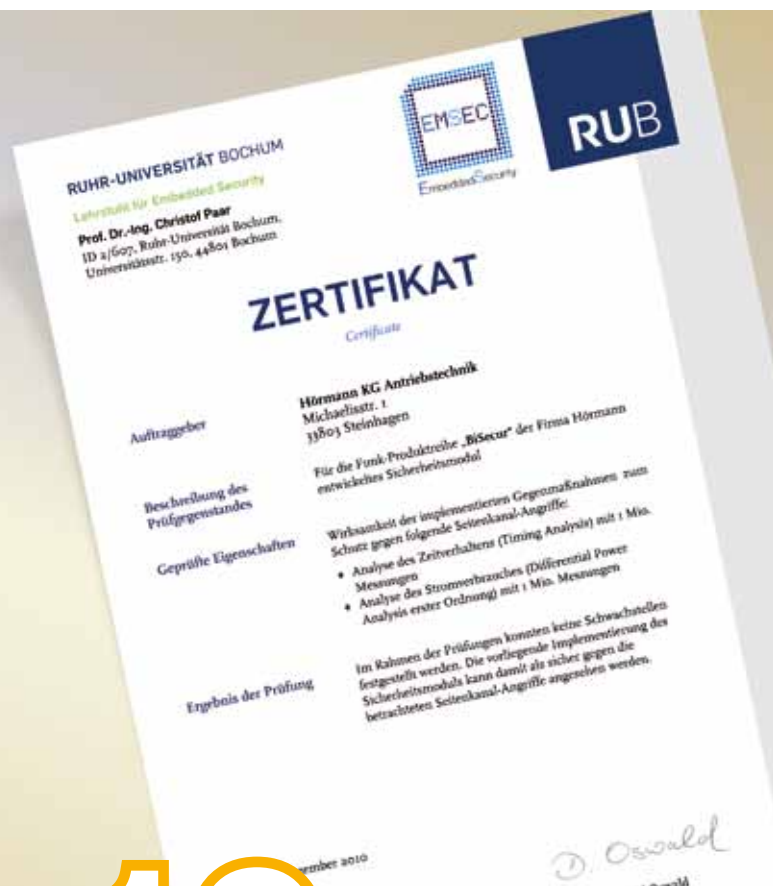 EMSEC
EmbeddedSecurity
RUB
RUHR-UNIVERSITÄT BOCHUM
Lehrstuhl für Embedded Security
Prof. Dr.-Ing. Christof Paar
ID 2/607, Ruhr-Universität Bochum,
Universitätsstr. 150, 44801 Bochum
ZERTIFIKAT
Certificate
Auftraggeber
Hörmann KG Antriebstechnik
Michaelisstr. 1
33803 Steinhagen
Beschreibung des
Prüfgegenstandes
Für die Funk-Produktreihe „BiSecur“ der Firma Hörmann
entwickeltes Sicherheitsmodul
Geprüfte Eigenschaften
Wirksamkeit der implementierten Gegenmaßnahmen zum
Schutz gegen folgende Seitenkanal-Angriffe:
• Analyse des Zeitverhaltens (Timing Analysis) mit 1 Mio.
Messungen
• Analyse des Stromverbrauches (Differential Power
Analysis erster Ordnung) mit 1 Mio. Messungen
Ergebnis der Prüfung
Im Rahmen der Prüfungen konnten keine Schwachstellen
festgestellt werden. Die vorliegende Implementierung des
Sicherheitsmoduls kann damit als sicher gegen die
betrachteten Seitenkanal-Angriffe angesehen werden.
2010
D. Oswald